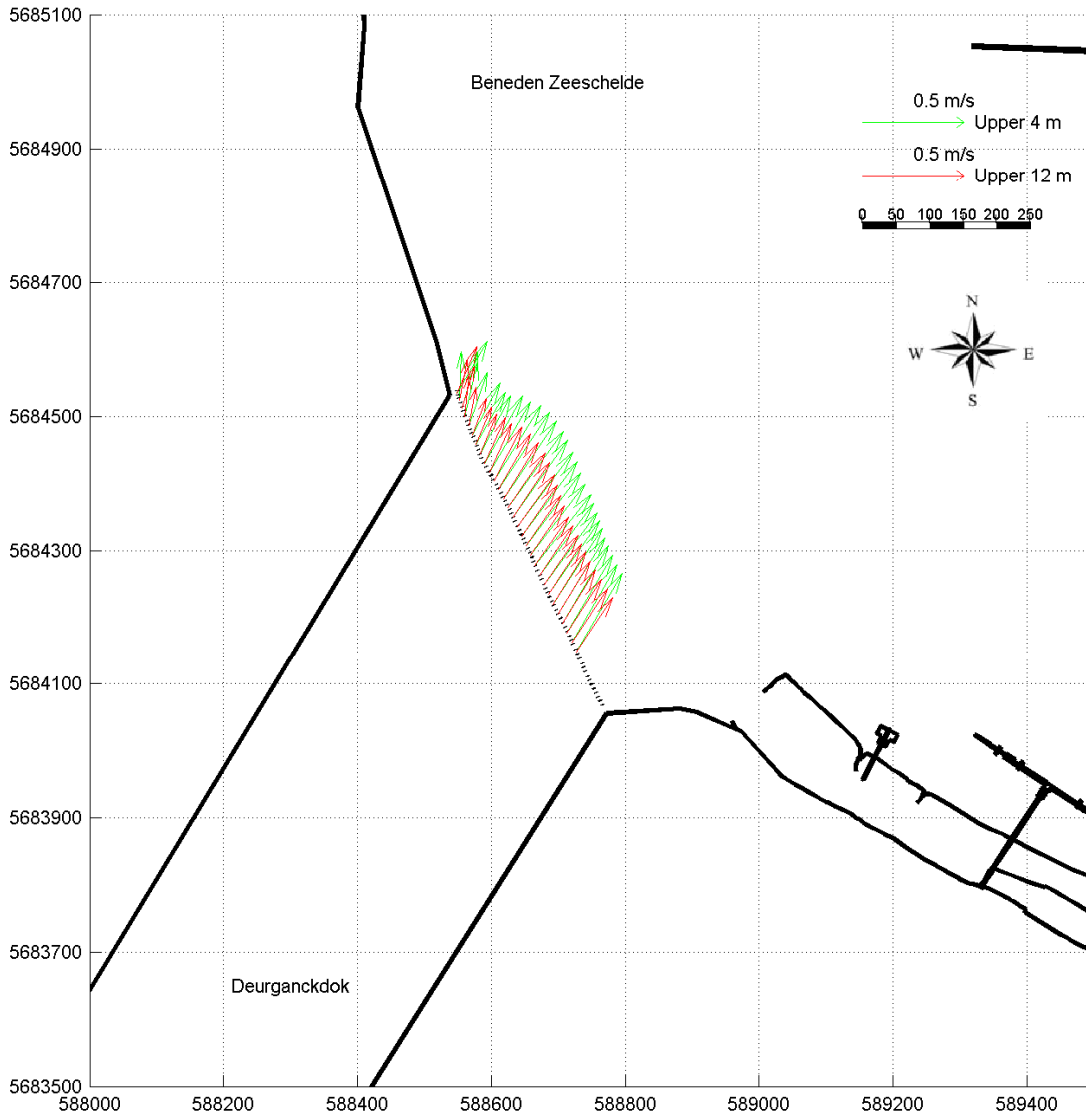 5685100
Beneden Zeeschelde
0.5 m/s
Upper 4 m
5684900
0.5 m/s
Upper 12 m
0 50 100 150 200 250
5684700
N
W E
S
5684500
5684300
5684100
5683900
5683700
Deurganckdok
5683500
588000 588200 588400 588600 588800 589000 589200 589400